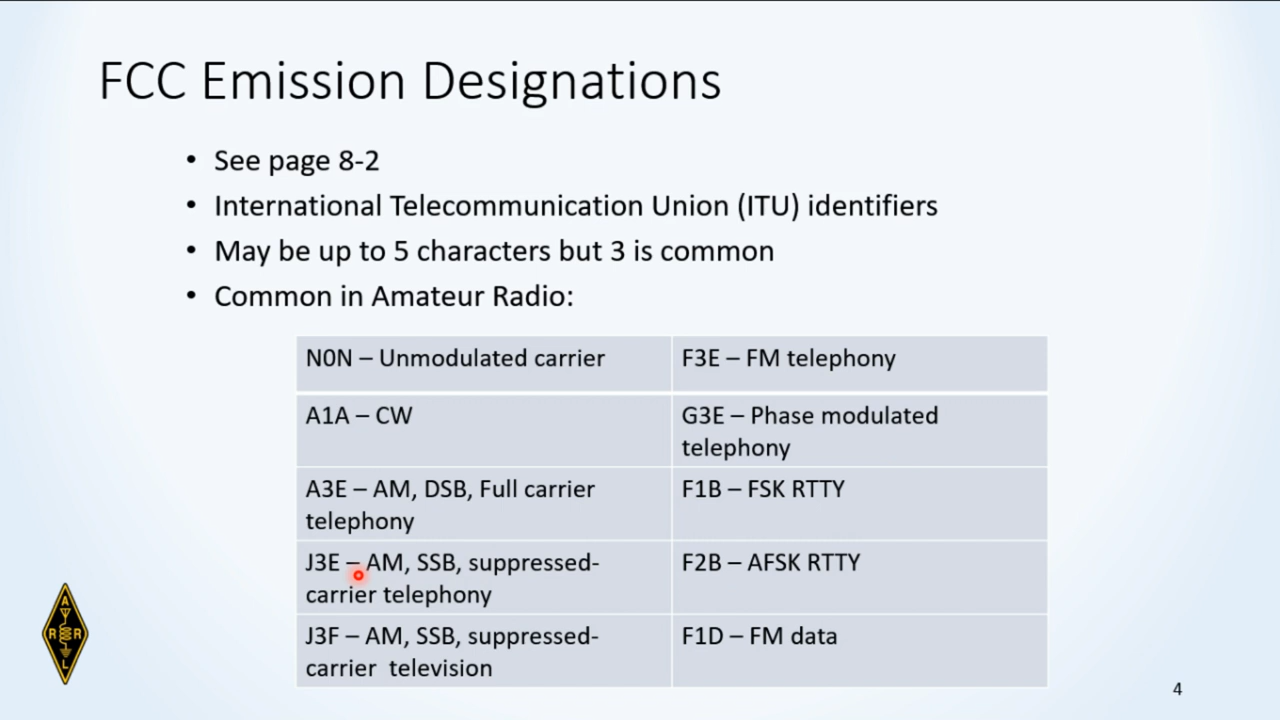 FCC Emission Designations
• See page 8-2
• International Telecommunication Union (ITU) identifiers
• May be up to 5 characters but 3 is common
• Common in Amateur Radio:
N0N – Unmodulated carrier
F3E – FM telephony
A1A – CW
G3E – Phase modulated
telephony
A3E – AM, DSB, Full carrier
telephony
F1B – FSK RTTY
J3E – AM, SSB, suppressed-
carrier telephony
F2B – AFSK RTTY
J3F – AM, SSB, suppressed-
carrier television
F1D – FM data
A
R R
L
4